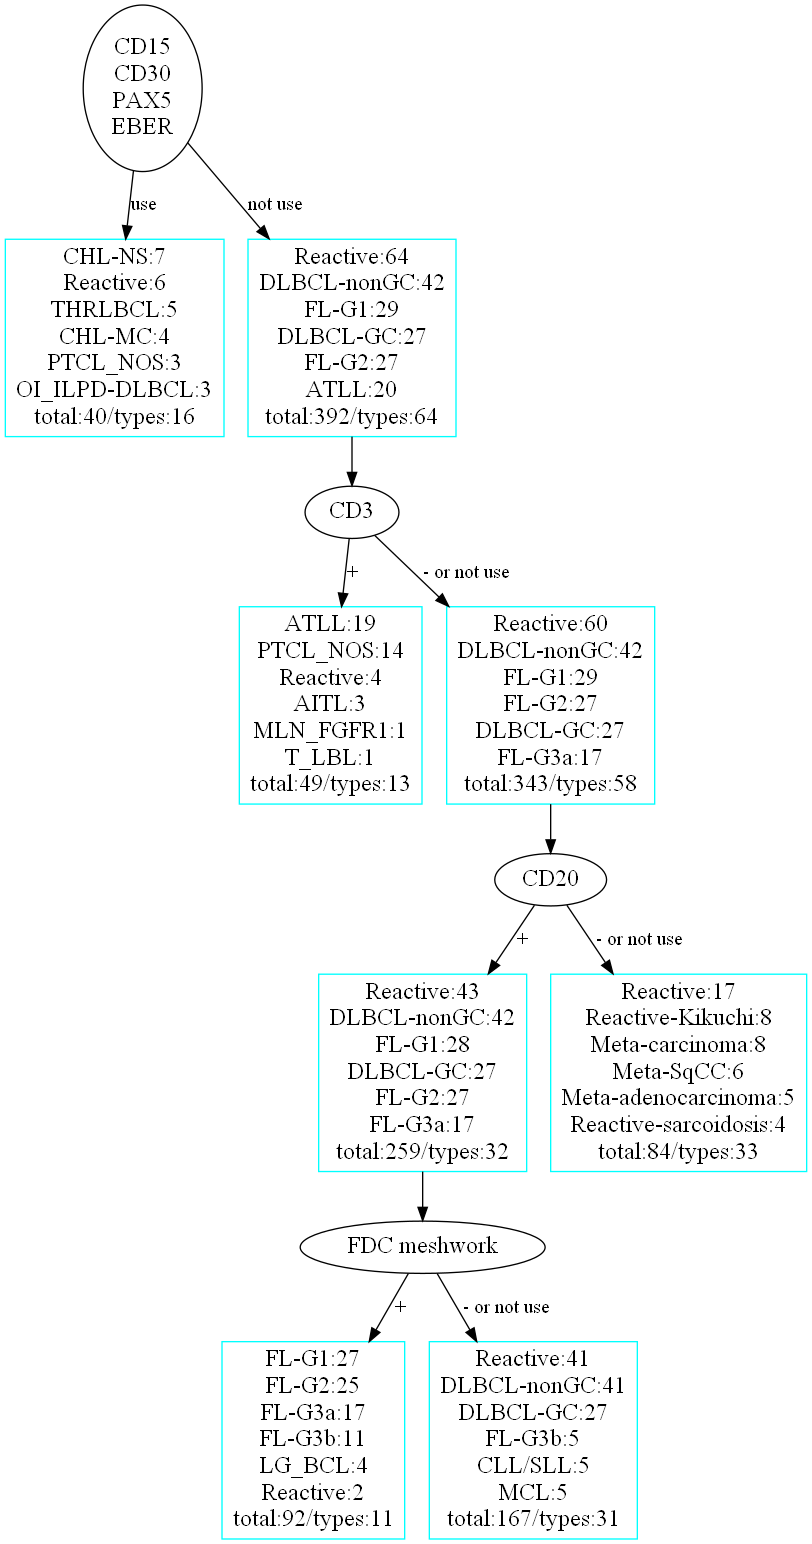 CD15
CD30
PAX5
EBER
use
not use
CHL-NS:7
Reactive:6
THRLBCL:5
CHL-MC:4
PTCL_NOS:3
OI_ILPD-DLBCL:3
total:40/types:16
Reactive:64
DLBCL-nonGC:42
FL-G1:29
DLBCL-GC:27
FL-G2:27
ATLL:20
total:392/types:64
CD3
+
- or not use
ATLL:19
PTCL_NOS:14
Reactive:4
AITL:3
MLN_FGFR1:1
T_LBL:1
total:49/types:13
Reactive:60
DLBCL-nonGC:42
FL-G1:29
FL-G2:27
DLBCL-GC:27
FL-G3a:17
total:343/types:58
CD20
+
- or not use
Reactive:43
DLBCL-nonGC:42
FL-G1:28
DLBCL-GC:27
FL-G2:27
FL-G3a:17
total:259/types:32
Reactive:17
Reactive-Kikuchi:8
Meta-carcinoma:8
Meta-SqCC:6
Meta-adenocarcinoma:5
Reactive-sarcoidosis:4
total:84/types:33
FDC meshwork
+
- or not use
FL-G1:27
FL-G2:25
FL-G3a:17
FL-G3b:11
LG_BCL:4
Reactive:2
total:92/types:11
Reactive:41
DLBCL-nonGC:41
DLBCL-GC:27
FL-G3b:5
CLL/SLL:5
MCL:5
total:167/types:31